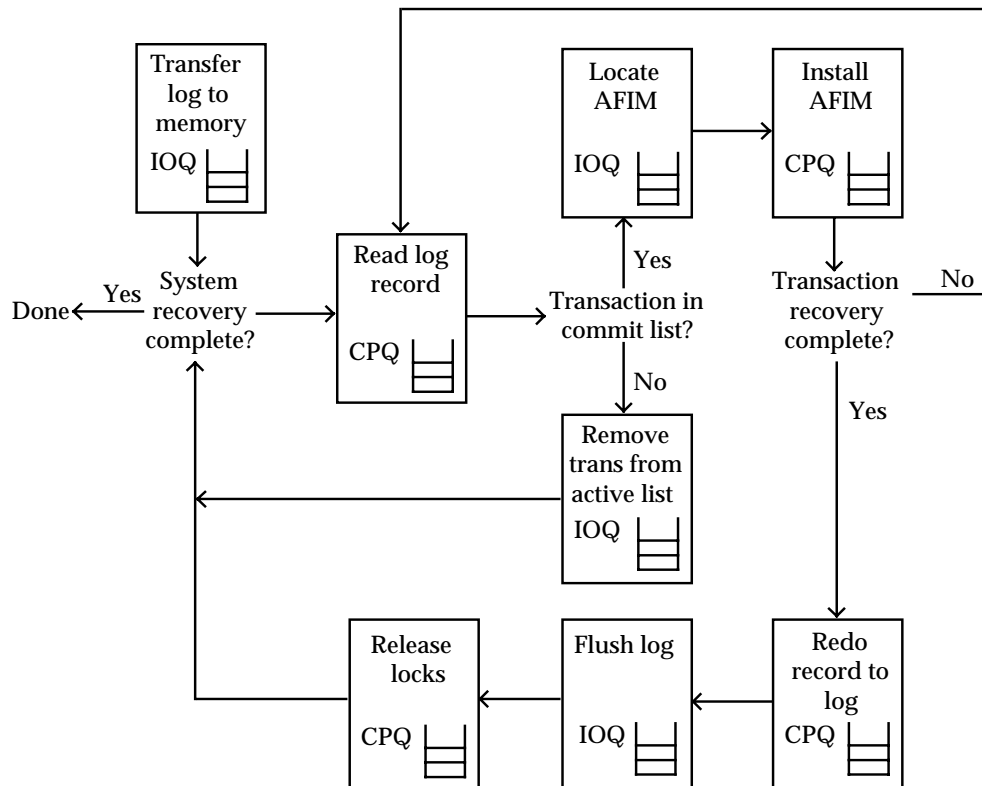 Transfer
log to
memory
IOQ
Locate
AFIM
IOQ
Install
AFIM
CPQ
Read log
record
CPQ
Done
Yes
System
recovery
complete?
Yes
Transaction in
commit list?
No
Transaction
recovery
complete?
No
Yes
Remove
trans from
active list
IOQ
Release
locks
CPQ
Flush log
IOQ
Redo
record to
log
CPQ